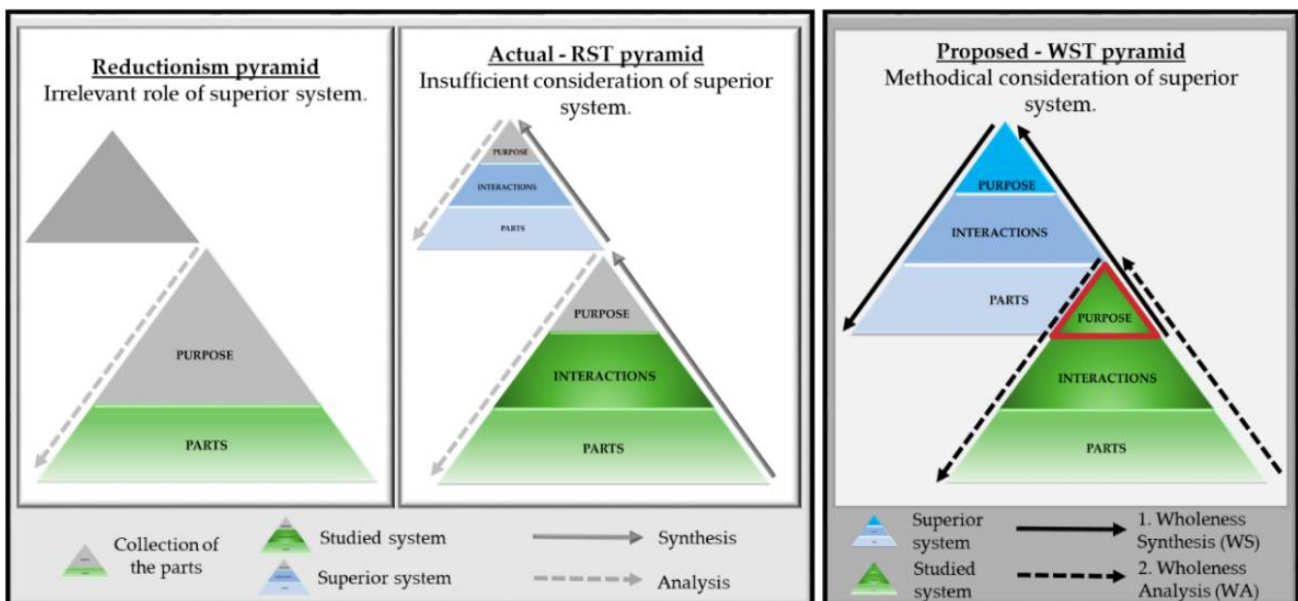 Reductionism pyramid
Irrelevant role of superior system.
PURPOSE
PARTS
Actual - RST pyramid
Insufficient consideration of superior
system.
PURPOSE
INTERACTIONS
PARTS
PURPOSE
INTERACTIONS
PARTS
Collection of
the parts
Studied system
Superior system
Synthesis
Analysis
Proposed - WST pyramid
Methodical consideration of superior
system.
PURPOSE
INTERACTIONS
PARTS
PURPOSE
INTERACTIONS
PARTS
Superior
system
Studied
system
1. Wholeness
Synthesis (WS)
2. Wholeness
Analysis (WA)